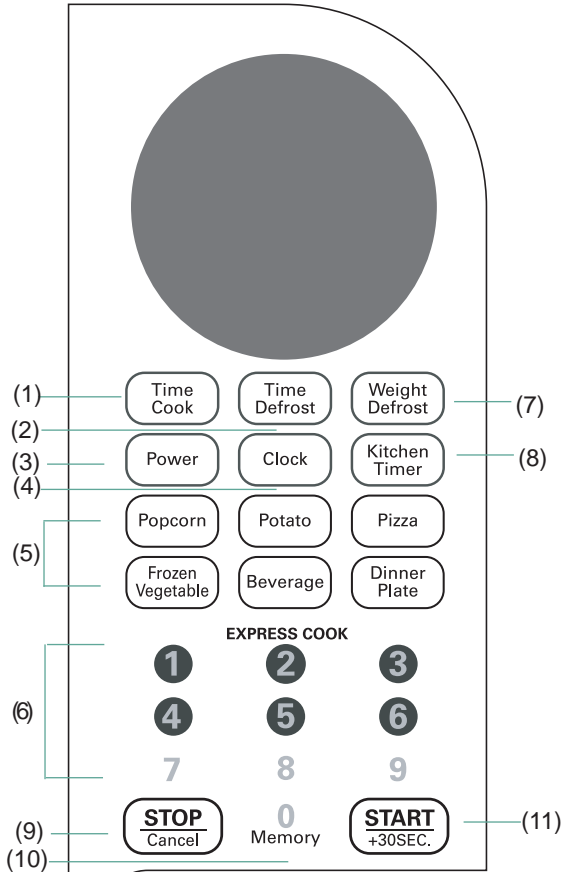 (1)
Time
Cook
Time
Defrost
Weight
Defrost
(7)
(2)
(3)
Power
Clock
Kitchen
Timer
(8)
(4)
(5)
Popcorn
Potato
Pizza
Frozen
Vegetable
Beverage
Dinner
Plate
EXPRESS COOK
(6)
1 2 3
4 5 6
7 8 9
(9)
STOP
Cancel
0
Memory
START
+30SEC.
(11)
(10)